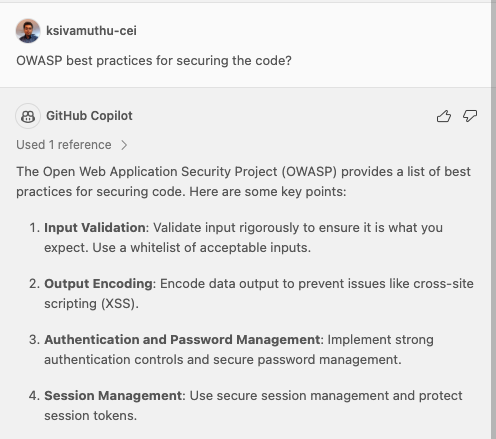 ksivamuthu-cei
OWASP best practices for securing the code?
GitHub Copilot
Used 1 reference
The Open Web Application Security Project (OWASP) provides a list of best
practices for securing code. Here are some key points:
1. Input Validation: Validate input rigorously to ensure it is what you
expect. Use a whitelist of acceptable inputs.
2. Output Encoding: Encode data output to prevent issues like cross-site
scripting (XSS).
3. Authentication and Password Management: Implement strong
authentication controls and secure password management.
4. Session Management: Use secure session management and protect
session tokens.